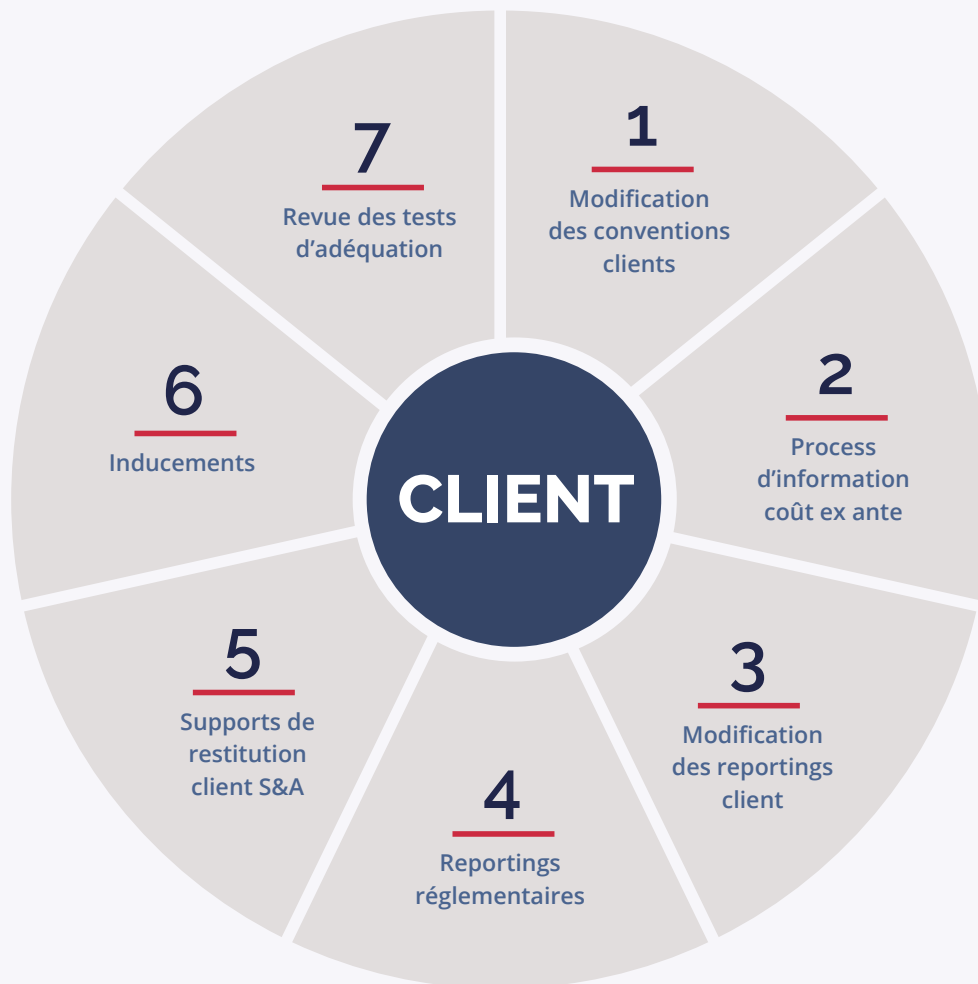 1
Modification
des conventions
clients
2
Process
d’information
coût ex ante
3
Modification
des reportings
client
4
Reportings
réglementaires
5
Supports de
restitution
client S&A
6
Inducements
7
Revue des tests
d’adéquation
CLIENT